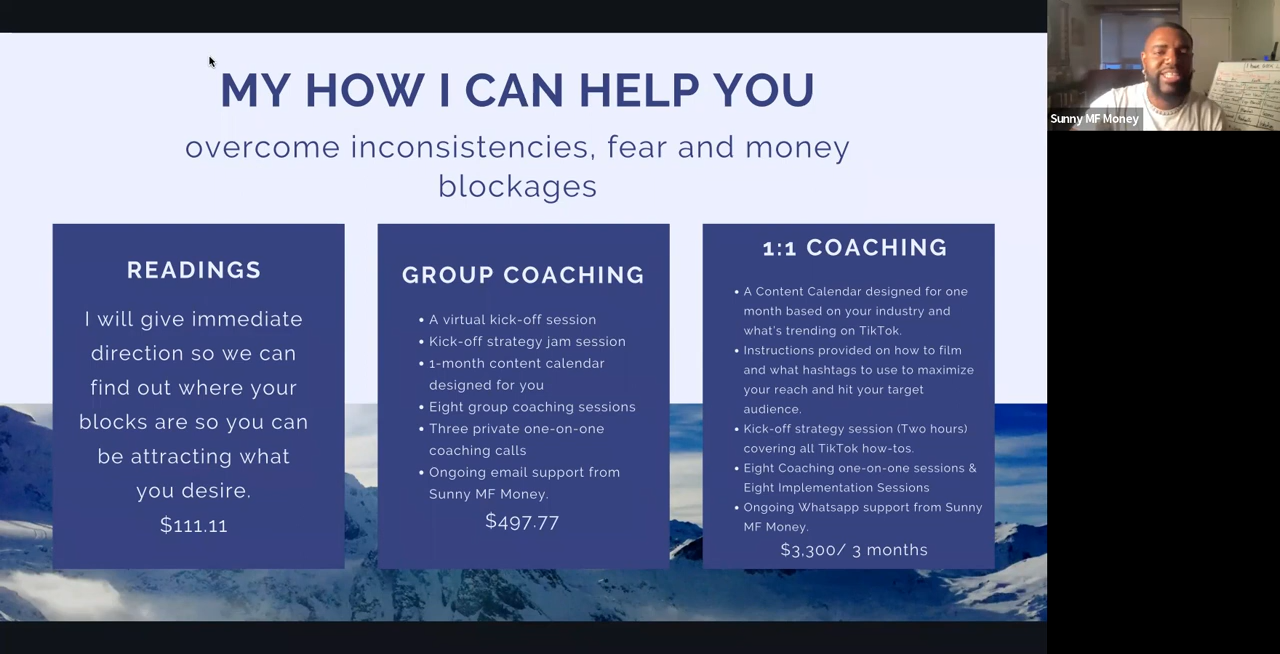 MY HOW I CAN HELP YOU
overcome inconsistencies, fear and money
blockages
READINGS
I will give immediate
direction so we can
find out where your
blocks are so you can
be attracting what
you desire.
$111.11
GROUP COACHING
• A virtual kick-off session
• Kick-off strategy jam session
• 1-month content calendar
designed for you
• Eight group coaching sessions
• Three private one-on-one
coaching calls
• Ongoing email support from
Sunny MF Money.
$497.77
1:1 COACHING
• A Content Calendar designed for one
month based on your industry and
what's trending on TikTok.
• Instructions provided on how to film
and what hashtags to use to maximize
your reach and hit your target
audience.
• Kick-off strategy session (Two hours)
covering all TikTok how-tos.
• Eight Coaching one-on-one sessions &
Eight Implementation Sessions
• Ongoing Whatsapp support from Sunny
MF Money.
$3,300/ 3 months
Sunny MF Money